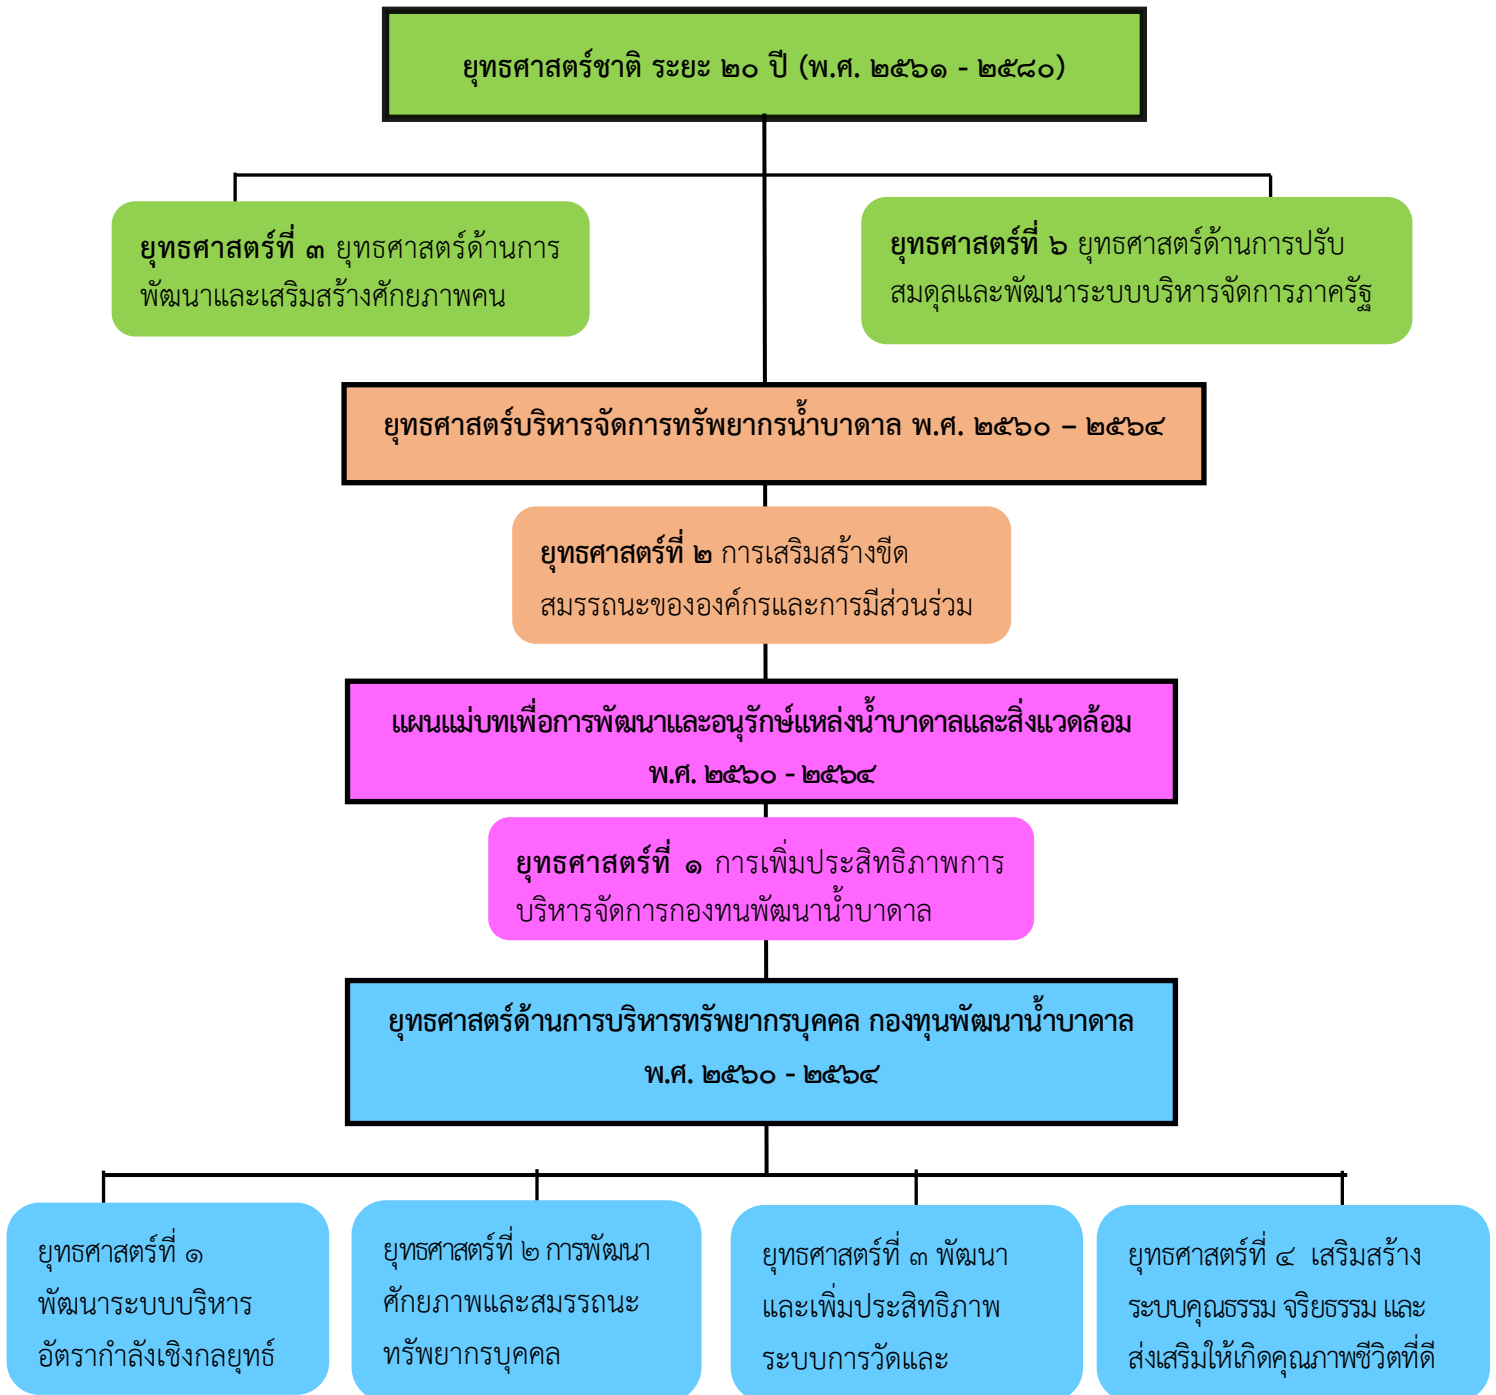 ยุทธศาสตร์ชาติ ระยะ ๒๐ ปี (พ.ศ. ๒๕๖๑ - ๒๕๘๐)
ยุทธศาสตร์ที่ ๓ ยุทธศาสตร์ด้านการ
พัฒนาและเสริมสร้างศักยภาพคน
ยุทธศาสตร์ที่ ๖ ยุทธศาสตร์ด้านการปรับ
สมดุลและพัฒนาระบบบริหารจัดการภาครัฐ
ยุทธศาสตร์บริหารจัดการทรัพยากรน้ำบาดาล พ.ศ. ๒๕๖๐ – ๒๕๖๔
ยุทธศาสตร์ที่ ๒ การเสริมสร้างขีด
สมรรถนะขององค์กรและการมีส่วนร่วม
แผนแม่บทเพื่อการพัฒนาและอนุรักษ์แหล่งน้ำบาดาลและสิ่งแวดล้อม
พ.ศ. ๒๕๖๐ - ๒๕๖๔
ยุทธศาสตร์ที่ ๑ การเพิ่มประสิทธิภาพการ
บริหารจัดการกองทนพัฒนาน้ำบาดาล
ยุทธศาสตร์ด้านการบริหารทรัพยากรบุคคล กองทุนพัฒนาน้ำบาดาล
พ.ศ. ๒๕๖๐ - ๒๕๖๔
ยุทธศาสตร์ที่ ๑
พัฒนาระบบบริหาร
อัตรากำลังเชิงกลยุทธ์
ยุทธศาสตร์ที่ ๒ การพัฒนา
ศักยภาพและสมรรถนะ
ทรัพยากรบุคคล
ยุทธศาสตร์ที่ ๓ พัฒนา
และเพิ่มประสิทธิภาพ
ระบบการวัดและ
ยุทธศาสตร์ที่ ๔ เสริมสร้าง
ระบบคุณธรรม จริยธรรม และ
ส่งเสริมให้เกิดคุณภาพชีวิตที่ดี